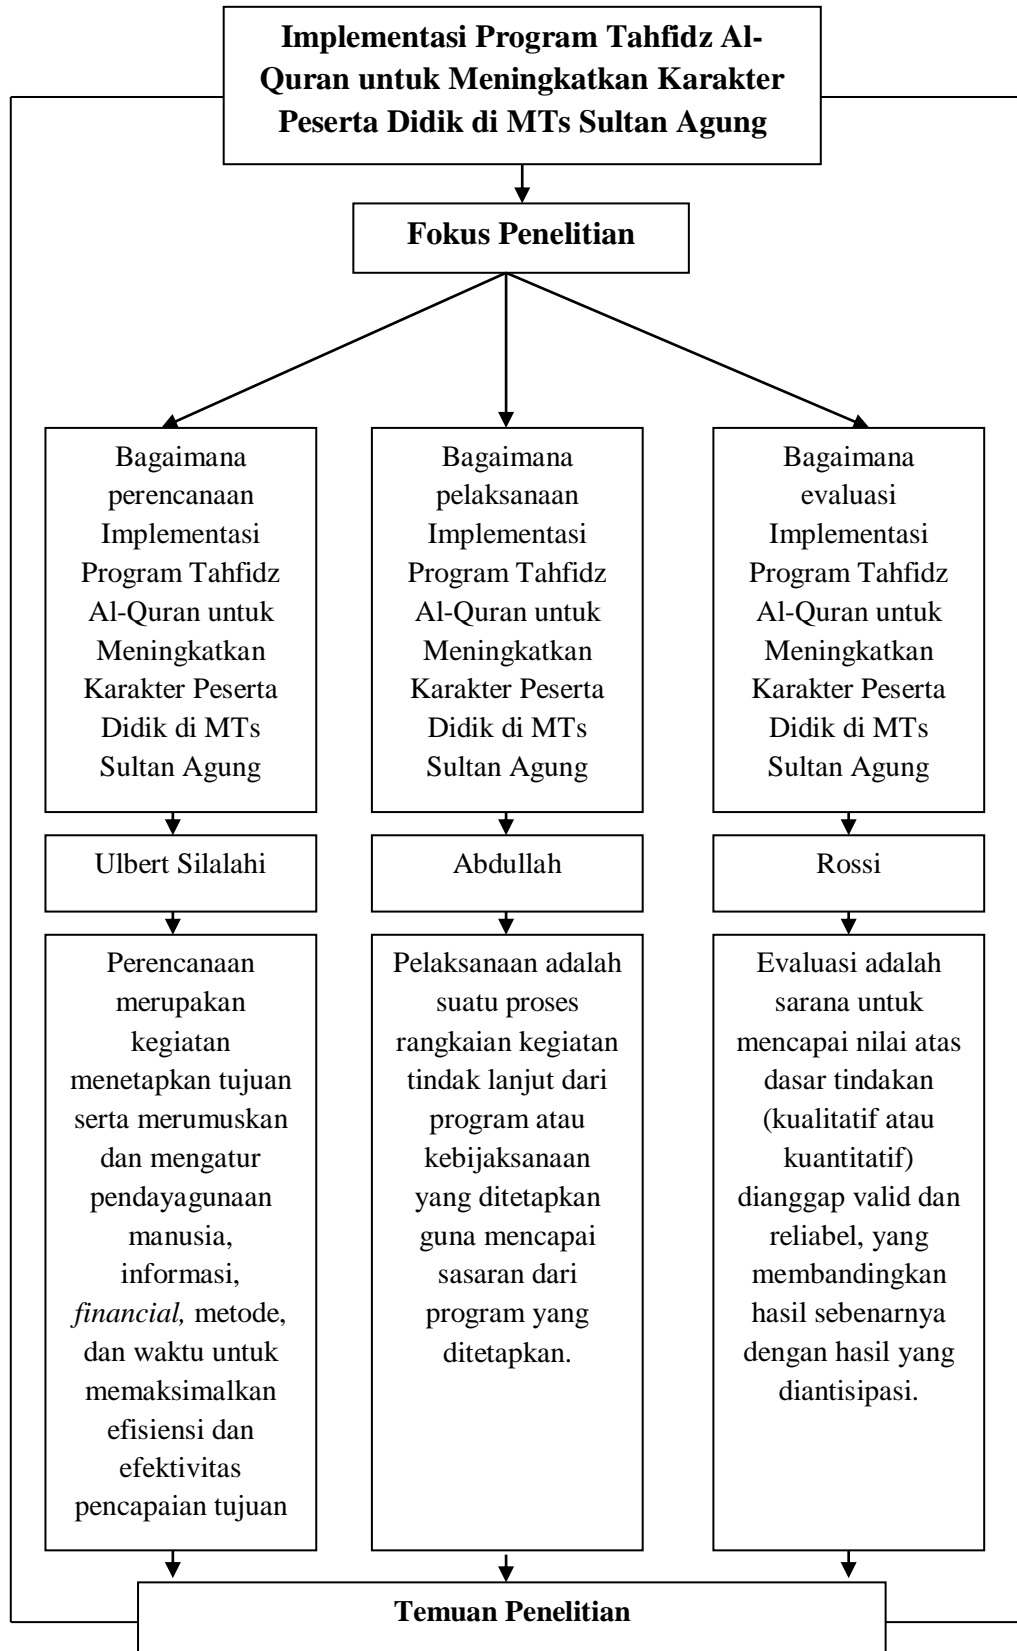 Implementasi Program Tahfidz Al-
Quran untuk Meningkatkan Karakter
Peserta Didik di MTs Sultan Agung
Fokus Penelitian
Bagaimana
perencanaan
Implementasi
Program Tahfidz
Al-Quran untuk
Meningkatkan
Karakter Peserta
Didik di MTs
Sultan Agung
Bagaimana
pelaksanaan
Implementasi
Program Tahfidz
Al-Quran untuk
Meningkatkan
Karakter Peserta
Didik di MTs
Sultan Agung
Bagaimana
evaluasi
Implementasi
Program Tahfidz
Al-Quran untuk
Meningkatkan
Karakter Peserta
Didik di MTs
Sultan Agung
Ulbert Silalahi
Abdullah
Rossi
Perencanaan
merupakan
kegiatan
menetapkan tujuan
serta merumuskan
dan mengatur
pendayagunaan
manusia,
informasi,
financial, metode,
dan waktu untuk
memaksimalkan
efisiensi dan
efektivitas
pencapaian tujuan
Pelaksanaan adalah
suatu proses
rangkaian kegiatan
tindak lanjut dari
program atau
kebijaksanaan
yang ditetapkan
guna mencapai
sasaran dari
program yang
ditetapkan.
Evaluasi adalah
sarana untuk
mencapai nilai atas
dasar tindakan
(kualitatif atau
kuantitatif)
dianggap valid dan
reliabel, yang
membandingkan
hasil sebenarnya
dengan hasil yang
diantisipasi.
Temuan Penelitian